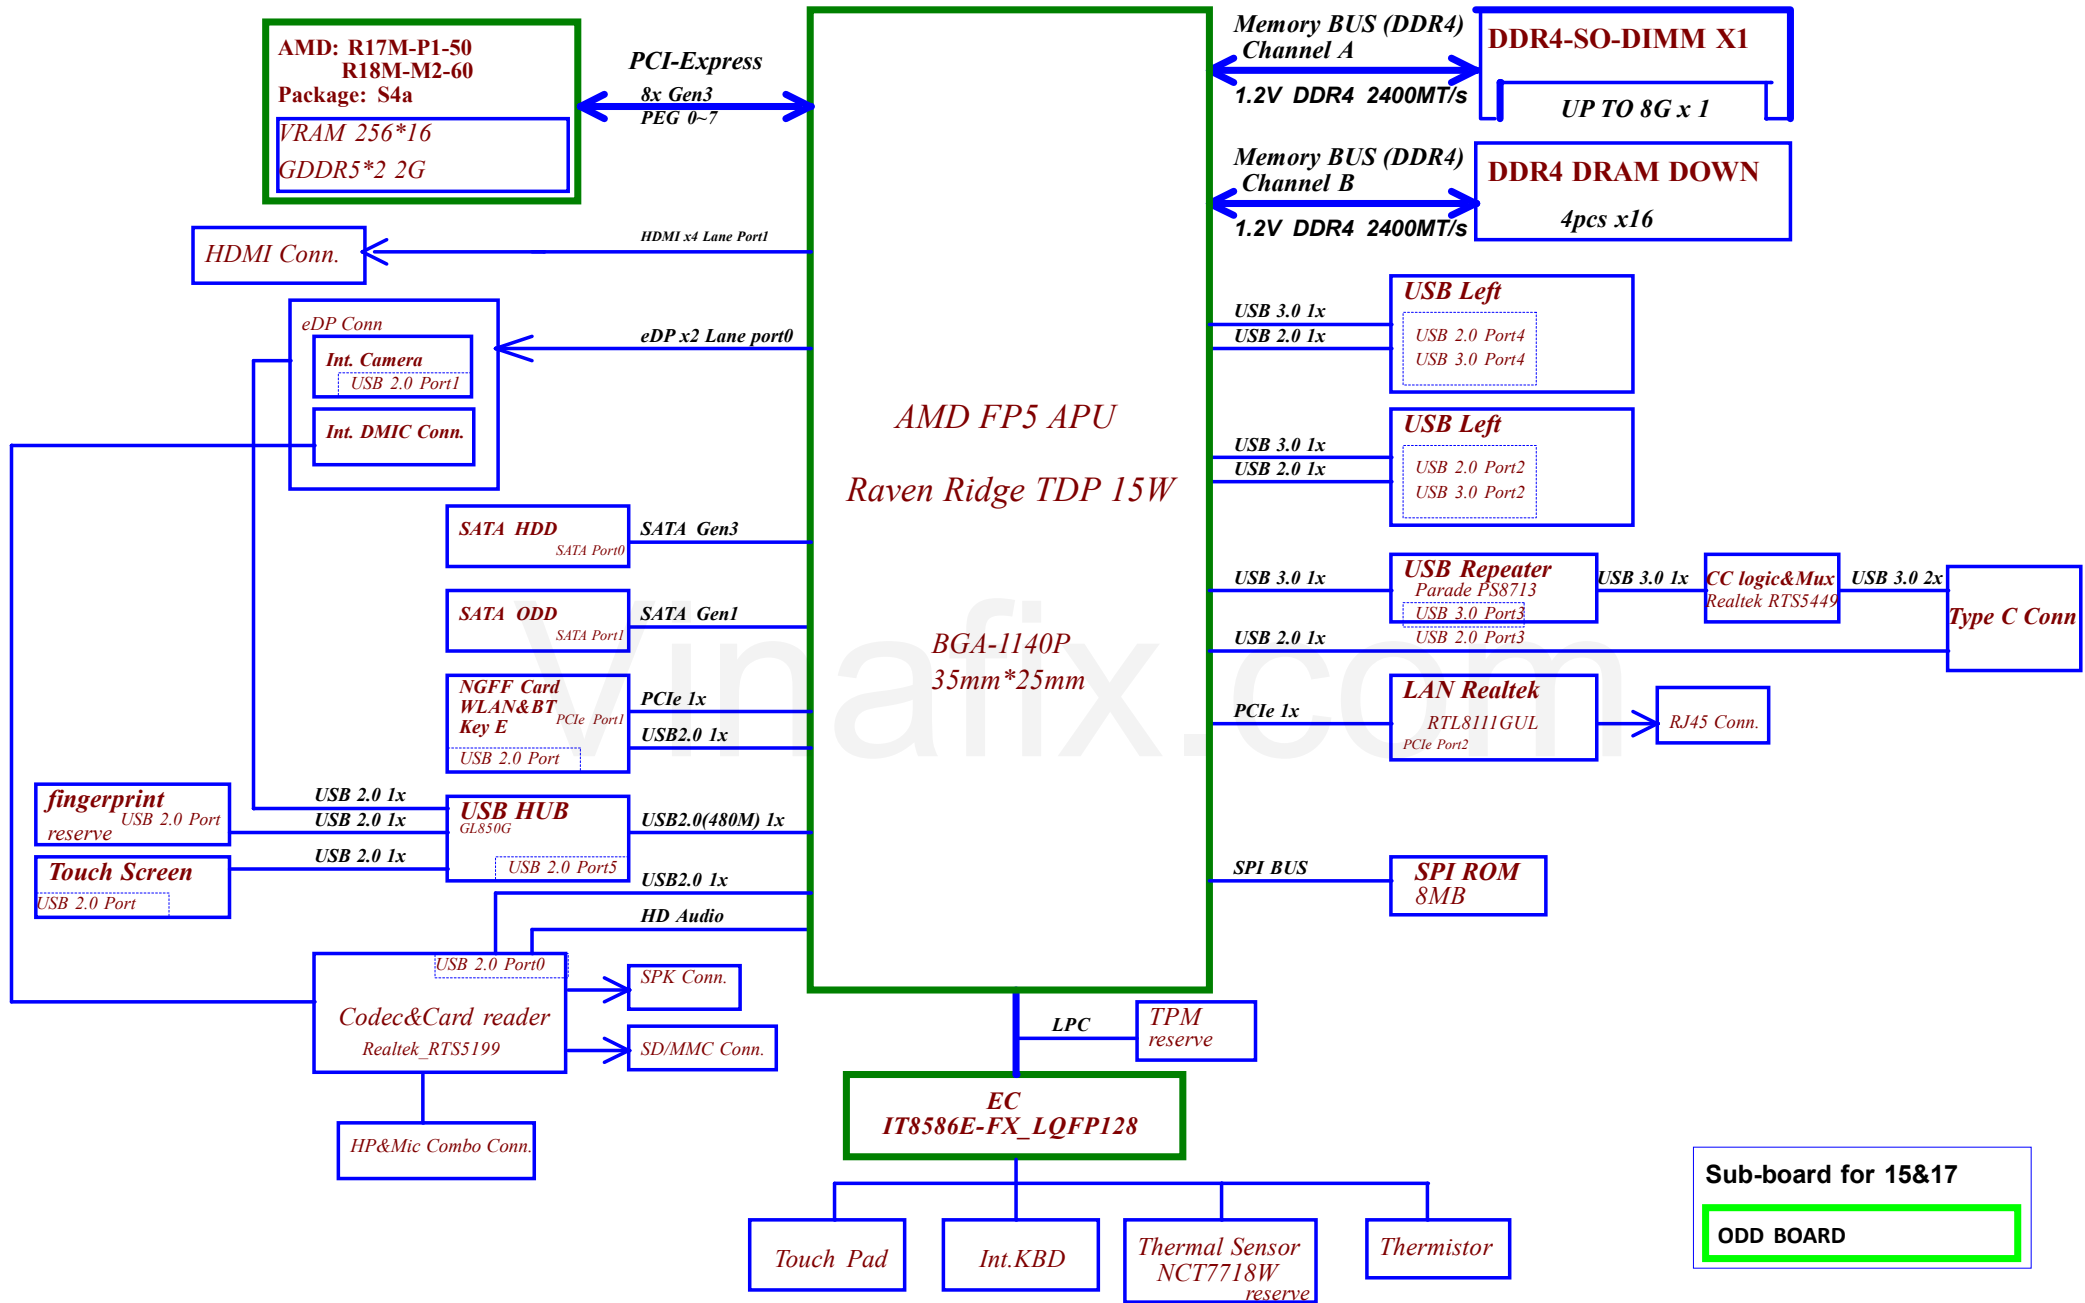 AMD: R17M-P1-50
R18M-M2-60
Package: S4a
VRAM 256*16
GDDR5*2 2G
PCI-Express
8x Gen3
PEG 0~7
Memory BUS (DDR4)
Channel A
1.2V DDR4 2400MT/s
DDR4-SO-DIMM X1
UP TO 8G x 1
Memory BUS (DDR4)
Channel B
1.2V DDR4 2400MT/s
DDR4 DRAM DOWN
4pcs x16
HDMI Conn.
HDMI x4 Lane Port1
eDP Conn
Int. Camera
USB 2.0 Port1
Int. DMIC Conn.
eDP x2 Lane port0
AMD FP5 APU
Raven Ridge TDP 15W
BGA-1140P
35mm*25mm
USB 3.0 1x
USB 2.0 1x
USB Left
USB 2.0 Port4
USB 3.0 Port4
USB 3.0 1x
USB 2.0 1x
USB Left
USB 2.0 Port2
USB 3.0 Port2
SATA HDD
SATA Port0
SATA Gen3
SATA ODD
SATA Port1
SATA Gen1
USB 3.0 1x
USB Repeater
Parade PS8713
USB 3.0 Port3
USB 2.0 Port3
USB 3.0 1x
CC logic&Mux
Realtek RTS5449
USB 3.0 2x
Type C Conn
USB 2.0 1x
Vinafix.com
NGFF Card
WLAN&BT
Key E
PCIe Port1
USB 2.0 Port
PCIe 1x
USB2.0 1x
PCIe 1x
LAN Realtek
RTL8111GUL
PCIe Port2
RJ45 Conn.
fingerprint
USB 2.0 Port
reserve
Touch Screen
USB 2.0 Port
USB 2.0 1x
USB 2.0 1x
USB 2.0 1x
USB HUB
GL850G
USB 2.0 Port5
USB2.0(480M) 1x
USB2.0 1x
HD Audio
SPI BUS
SPI ROM
8MB
USB 2.0 Port0
Codec&Card reader
Realtek_RTS5199
SPK Conn.
SD/MMC Conn.
HP&Mic Combo Conn.
LPC
TPM
reserve
EC
IT8586E-FX_LQFP128
Touch Pad
Int.KBD
Thermal Sensor
NCT7718W
reserve
Thermistor
Sub-board for 15&17
ODD BOARD